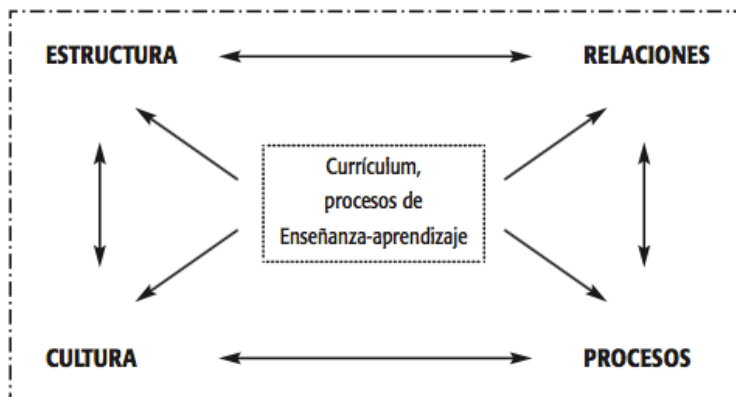 ESTRUCTURA
RELACIONES
Currículum,
procesos de
Enseñanza-aprendizaje
CULTURA
PROCESOS